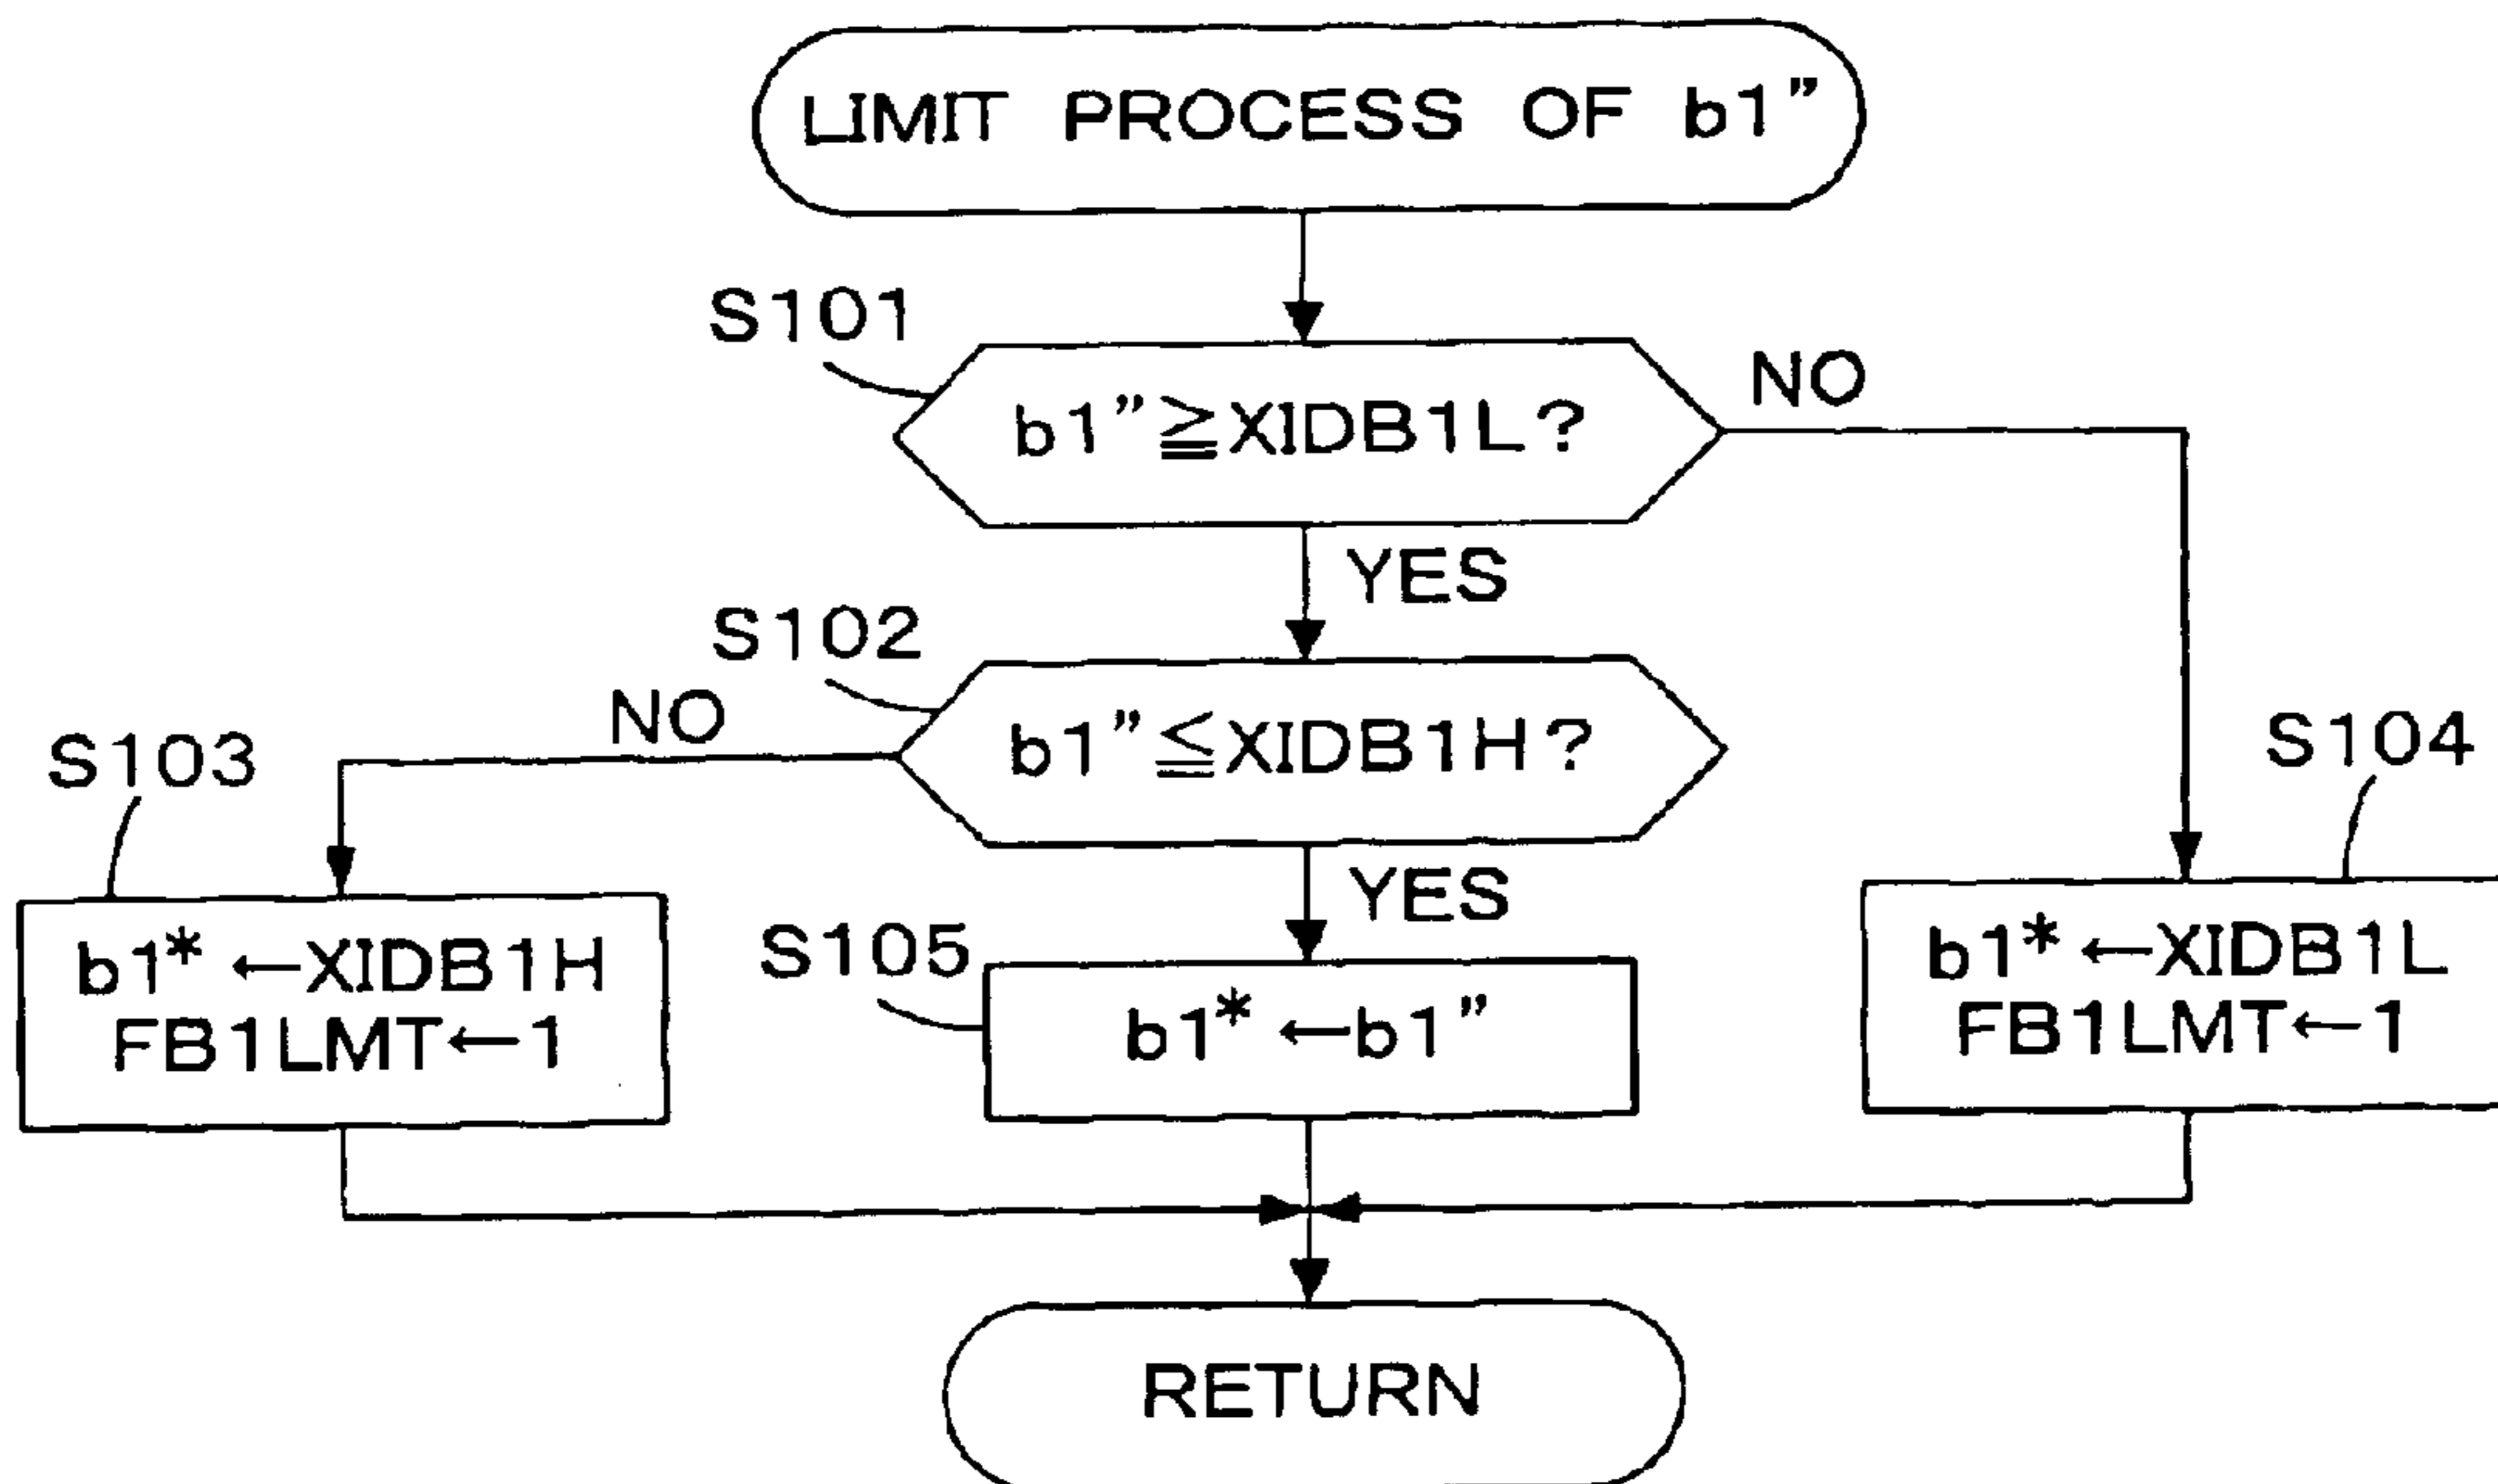 LIMIT PROCESS OF b1”
S101
b1”≧XIDB1L?
NO
YES
S102
b1”≦XIDB1H?
NO
YES
S103
b1* ←XIDB1H
FB1LMT←1
S105
b1* ←b1”
S104
b1* ←XIDB1L
FB1LMT←1
RETURN